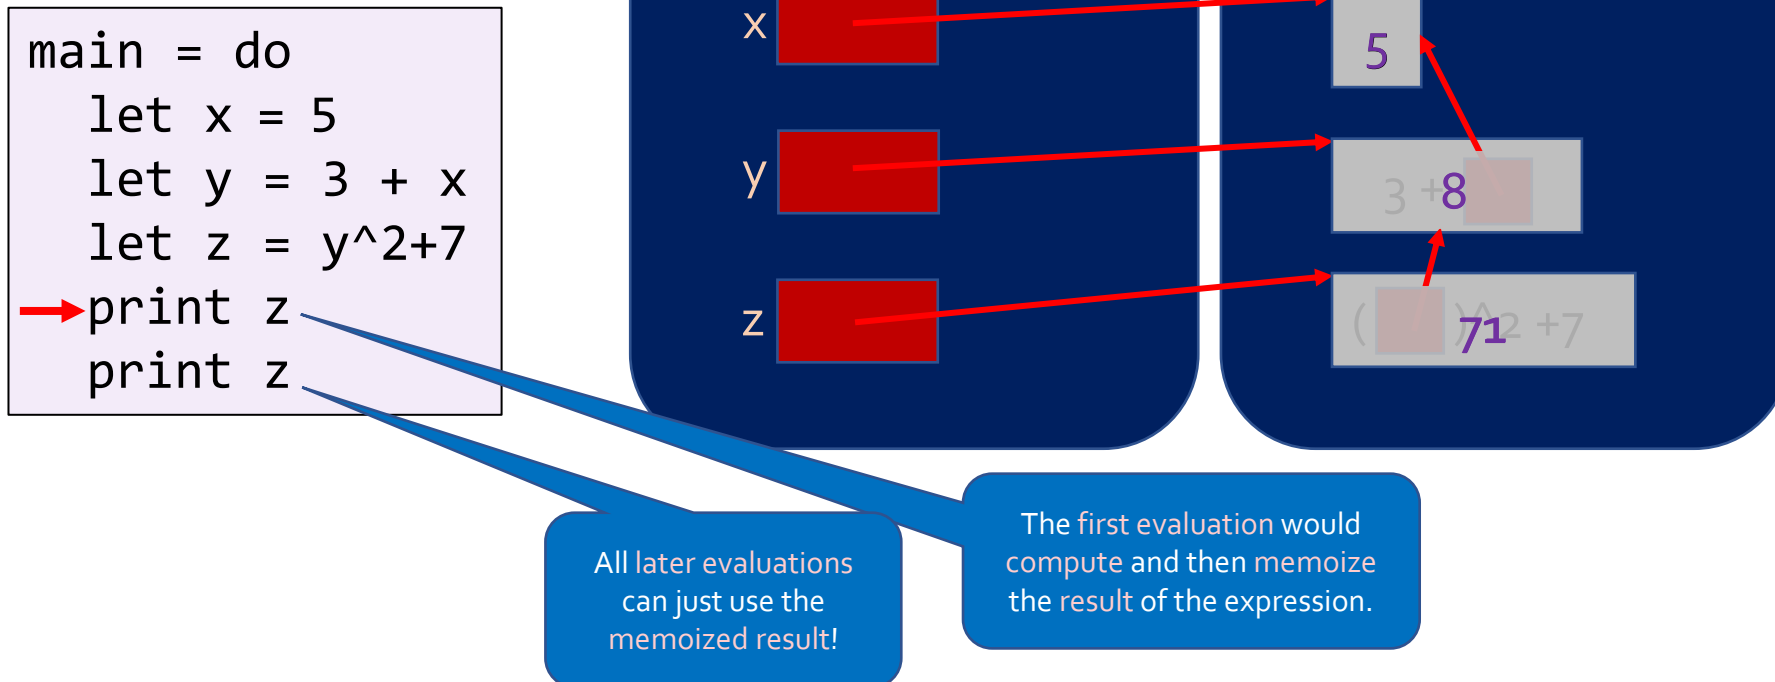 main = do
let x = 5
let y = 3 + x
let z = y^2+7
print z
print z
x
y
z
5
3 +
8
( )^2 +7
71
All later evaluations
can just use the
memoized result!
The first evaluation would
compute and then memoize
the result of the expression.